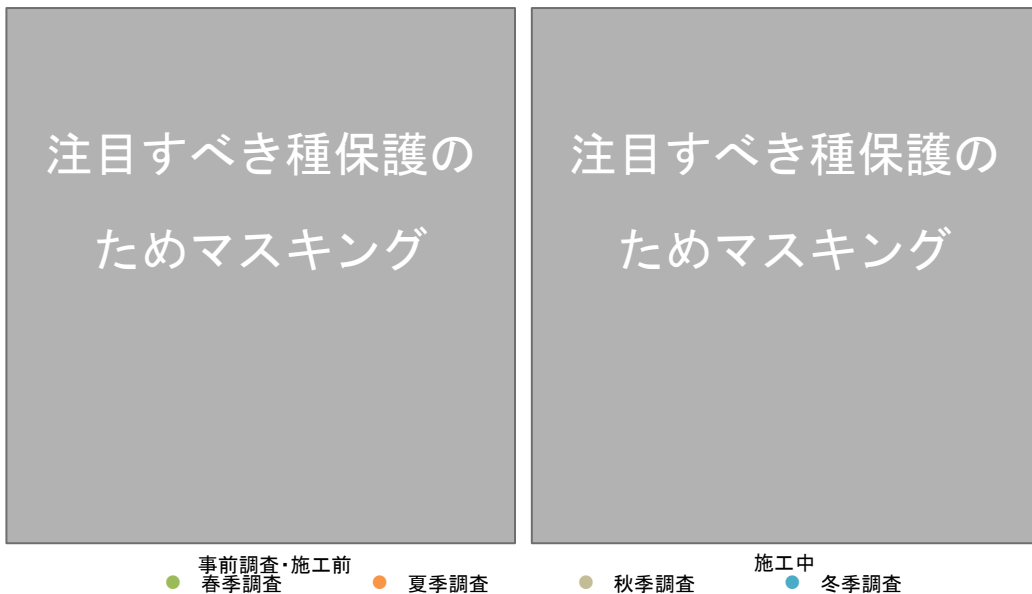 注目すべき種保護の
ためマスキング
注目すべき種保護の
ためマスキング
事前調査・施工前
施工中
春季調査
夏季調査
秋季調査
冬季調査